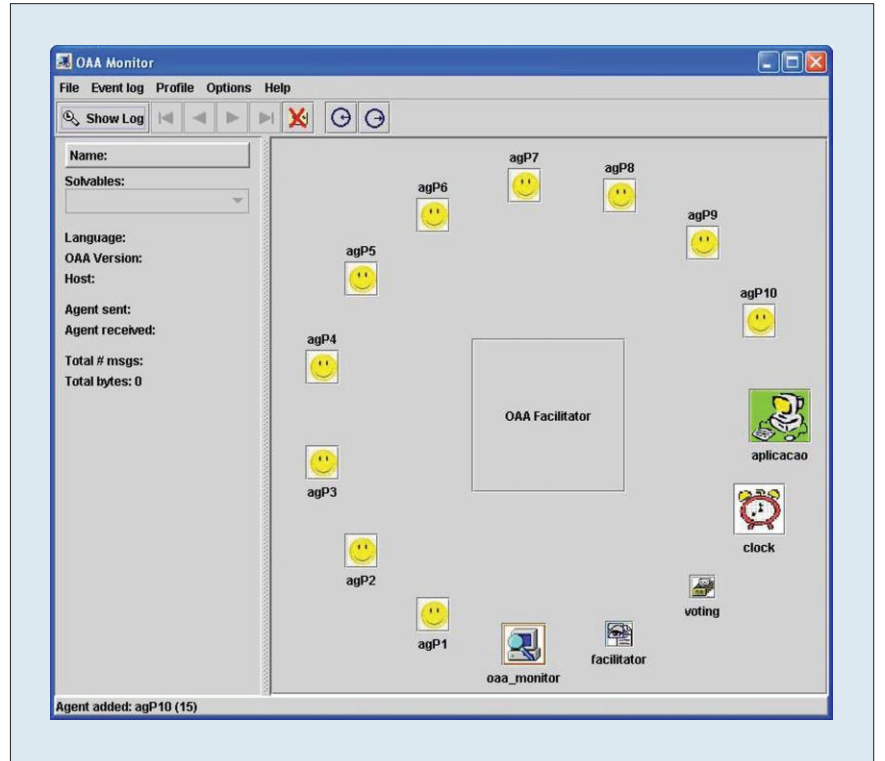 OAA Monitor
File Event log Profile Options Help
Show Log
Name:
Solvables:
Language:
OAA Version:
Host:
Agent sent:
Agent received:
Total # msgs:
Total bytes: 0
agP7
agP8
agP6
agP9
agP5
agP10
agP4
OAA Facilitator
aplicacao
agP3
clock
agP2
voting
agP1
facilitator
oaa_monitor
Agent added: agP10 (15)